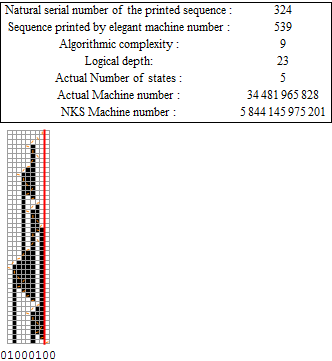 Natural serial number of the printed sequence : 324
Sequence printed by elegant machine number : 539
Algorithmic complexity : 9
Logical depth: 23
Actual Number of states : 5
Actual Machine number : 34 481 965 828
NKS Machine number : 5 844 145 975 201
01000100